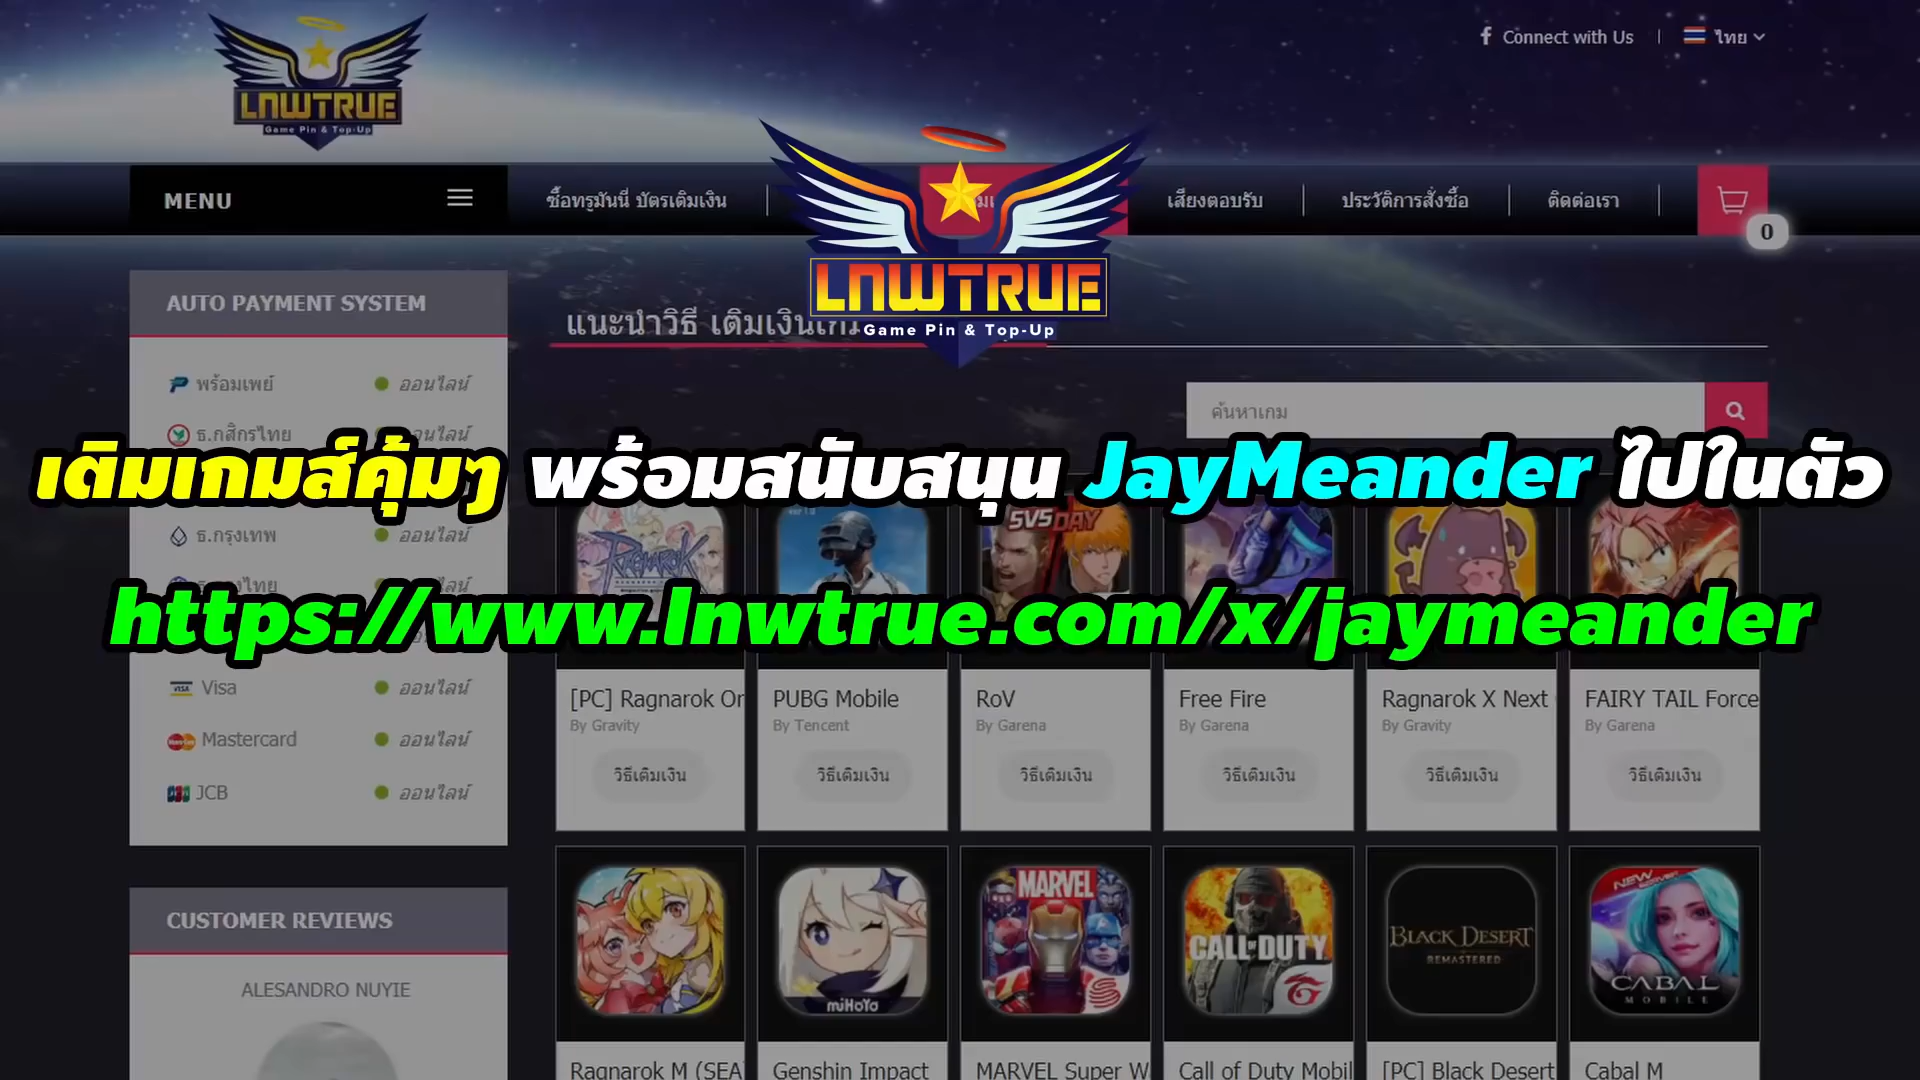 LNWTRUE
Game Pin & Top-Up
Connect with Us
ไทย
MENU
ซื้อทรูมันนี่ บัตรเติมเงิน
เสียงตอบรับ
ประวัติการสั่งซื้อ
ติดต่อเรา
0
LNWTRUE
Game Pin & Top-Up
AUTO PAYMENT SYSTEM
แนะนำวิธี เติมเงินเกม
พร้อมเพย์ ออนไลน์
ค้นหาเกม
ธ.กสิกรไทย
เติมเกมส์คุ้มๆ พร้อมสนับสนุน JayMeander ไปในตัว
ธ.กรุงเทพ ออนไลน์
RAGNAROK
5V5 DAY
https://www.lnwtrue.com/x/jaymeander
Visa ออนไลน์
Mastercard ออนไลน์
JCB ออนไลน์
[PC] Ragnarok On
By Gravity
วิธีเติมเงิน
PUBG Mobile
By Tencent
วิธีเติมเงิน
RoV
By Garena
วิธีเติมเงิน
Free Fire
By Garena
วิธีเติมเงิน
Ragnarok X Next
By Gravity
วิธีเติมเงิน
FAIRY TAIL Force
By Garena
วิธีเติมเงิน
CUSTOMER REVIEWS
ALESANDRO NUYIE
miHoYo
MARVEL
CALL OF DUTY
BLACK DESERT
REMASTERED
NEW
CABAL
MOBILE
Ragnarok M (SEA)
Genshin Impact
MARVEL Super W
Call of Duty Mobil
[PC] Black Desert
Cabal M